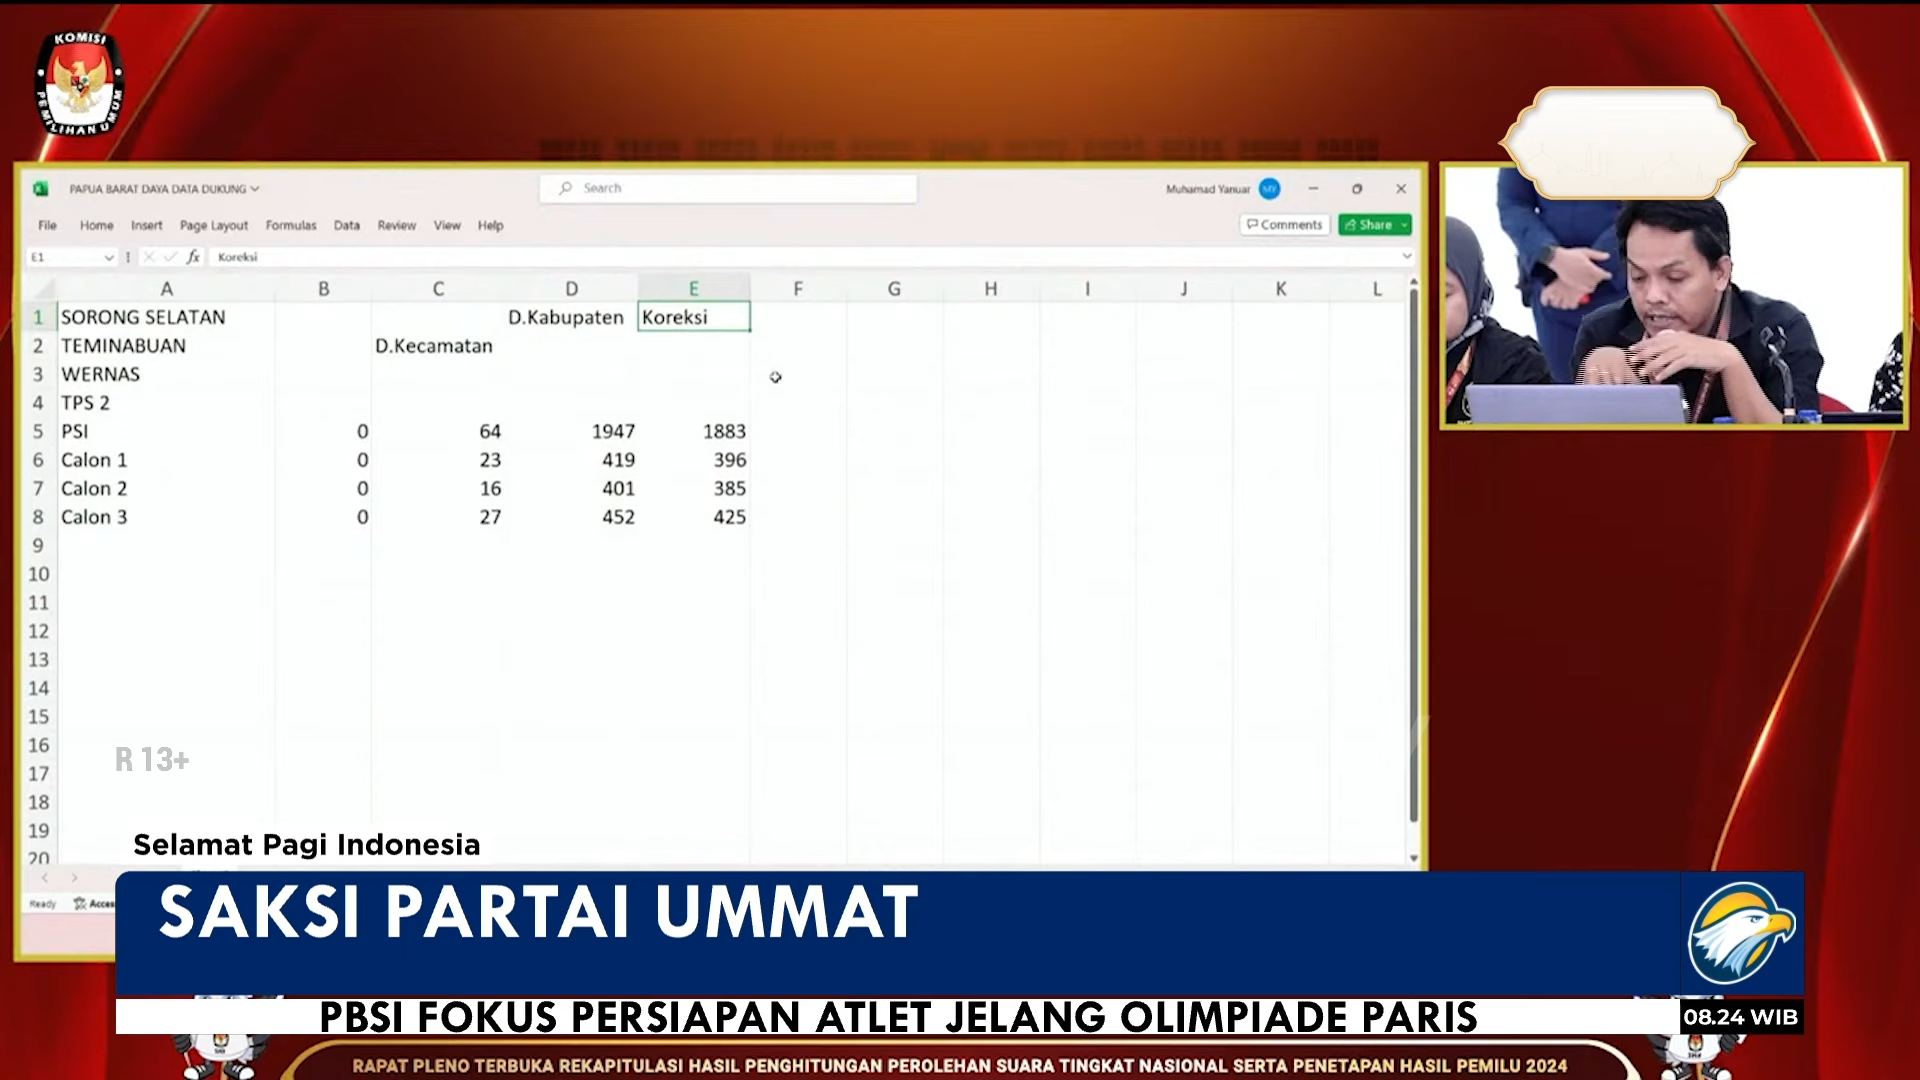 KOMISI
PEMILIHAN UMUM
PAPUA BARAT DAYA DATA DUKUNG
Search
Muhamad Yanuar
MY
File Home Insert Page Layout Formulas Data Review View Help
Comments
Share
E1
fx
Koreksi
A B C D E F G H I J K L
1 SORONG SELATAN D.Kabupaten Koreksi
2 TEMINABUAN D.Kecamatan
3 WERNAS
4 TPS 2
5 PSI 0 64 1947 1883
6 Calon 1 0 23 419 396
7 Calon 2 0 16 401 385
8 Calon 3 0 27 452 425
9
10
11
12
13
14
15
16
17
18
19
20
R 13+
Ready
Selamat Pagi Indonesia
SAKSI PARTAI UMMAT
PBSI FOKUS PERSIAPAN ATLET JELANG OLIMPIADE PARIS
08.24 WIB
RAPAT PLENO TERBUKA REKAPITULASI HASIL PENGHITUNGAN PEROLEHAN SUARA TINGKAT NASIONAL SERTA PENETAPAN HASIL PEMILU 2024